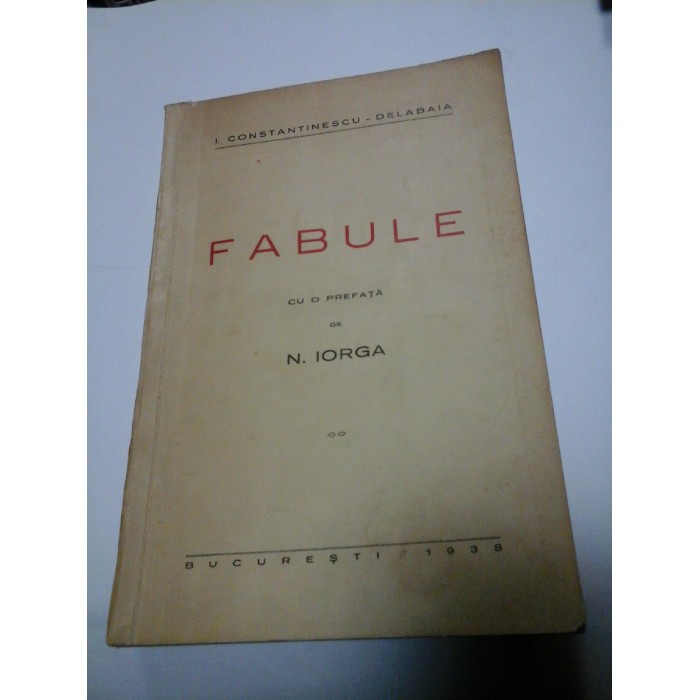 I. CONSTANTINESCU - DELABAIA
FABULE
CU O PREFAȚĂ
DE
N. IORGA
BUCUREȘTI 1938